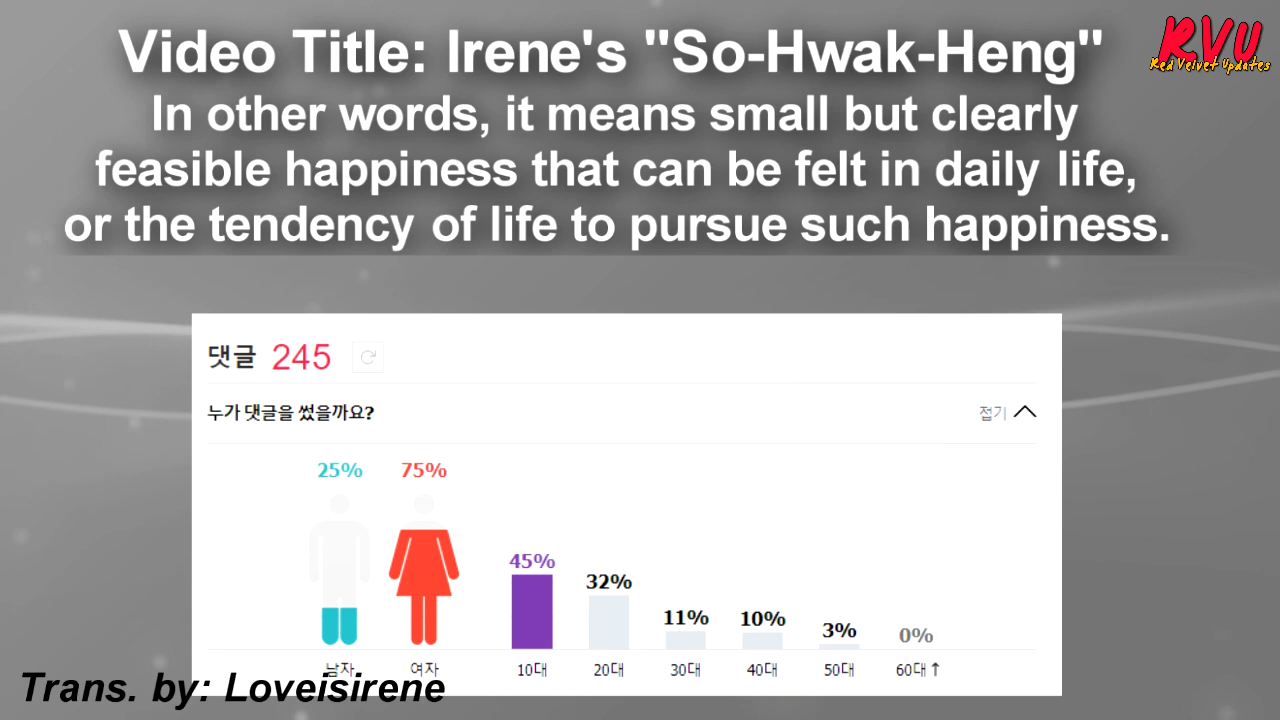 Video Title: Irene's "So-Hwak-Heng"
RVU
Red Velvet Updates
In other words, it means small but clearly
feasible happiness that can be felt in daily life,
or the tendency of life to pursue such happiness.
댓글 245
누가 댓글을 썼을까요? 접기
25% 75%
45% 32% 11% 10% 3% 0%
남자 여자 10대 20대 30대 40대 50대 60대↑
Trans. by: Loveisirene